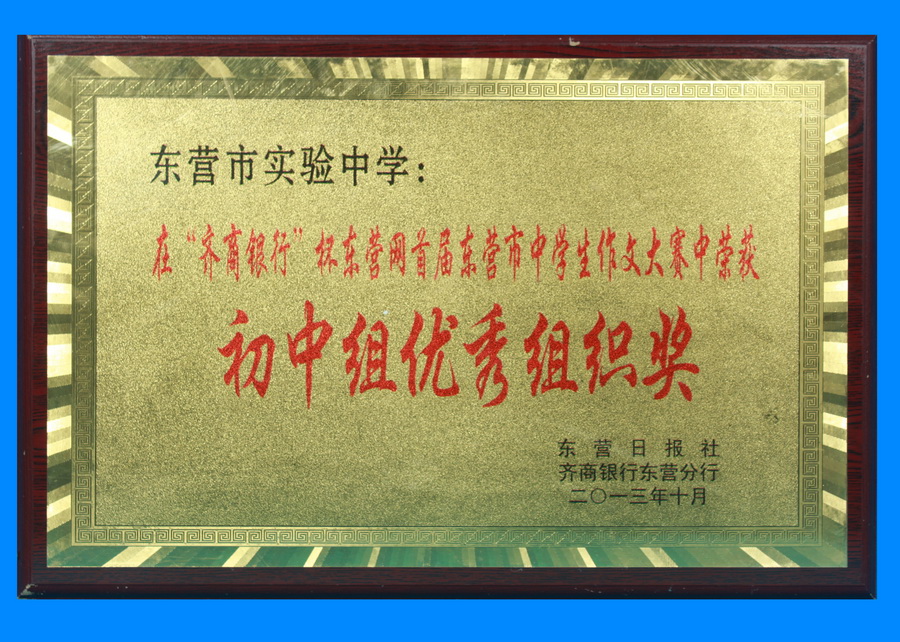 东营市实验中学：
在“齐商银行”杯东营网首届东营市中学生作文大赛中荣获
初中组优秀组织奖
东营日报社
齐商银行东营分行
二〇一三年十月